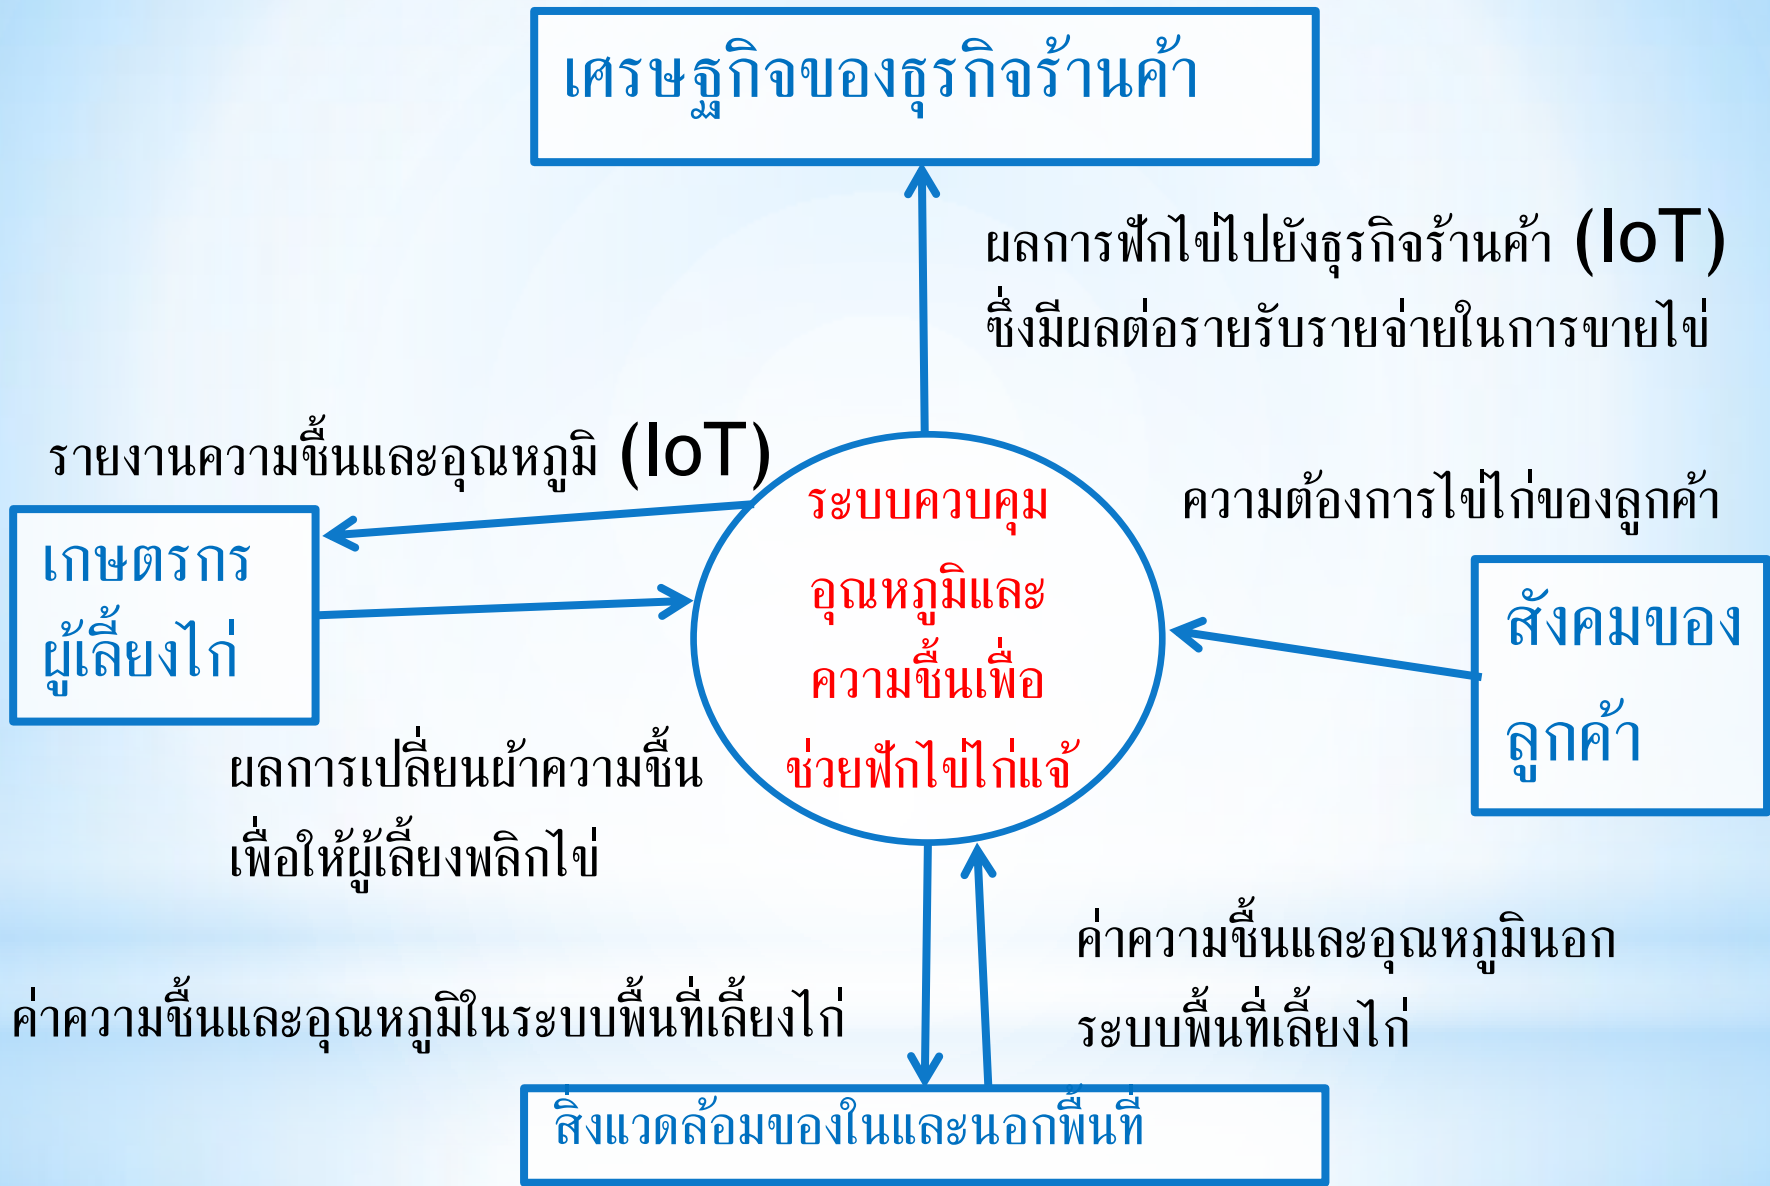 เศรษฐกิจของธุรกิจร้านค้า
ผลการฟักไข่ไปยังธุรกิจร้านค้า (IoT)
ซึ่งมีผลต่อรายรับรายจ่ายในการขายไข่
รายงานความชื้นและอุณหภูมิ (IoT)
ความต้องการไข่ไก่ของลูกค้า
เกษตรกร
ผู้เลี้ยงไก่
ระบบควบคุม
อุณหภูมิและ
ความชื้นเพื่อ
ช่วยฟักไข่ไก่แจ้
สังคมของ
ลูกค้า
ผลการเปลี่ยนผ้าความชื้น
เพื่อให้ผู้เลี้ยงพลิกไข่
ค่าความชื้นและอุณหภูมินอก
ระบบพื้นที่เลี้ยงไก่
ค่าความชื้นและอุณหภูมิในระบบพื้นที่เลี้ยงไก่
สิ่งแวดล้อมของในและนอกพื้นที่